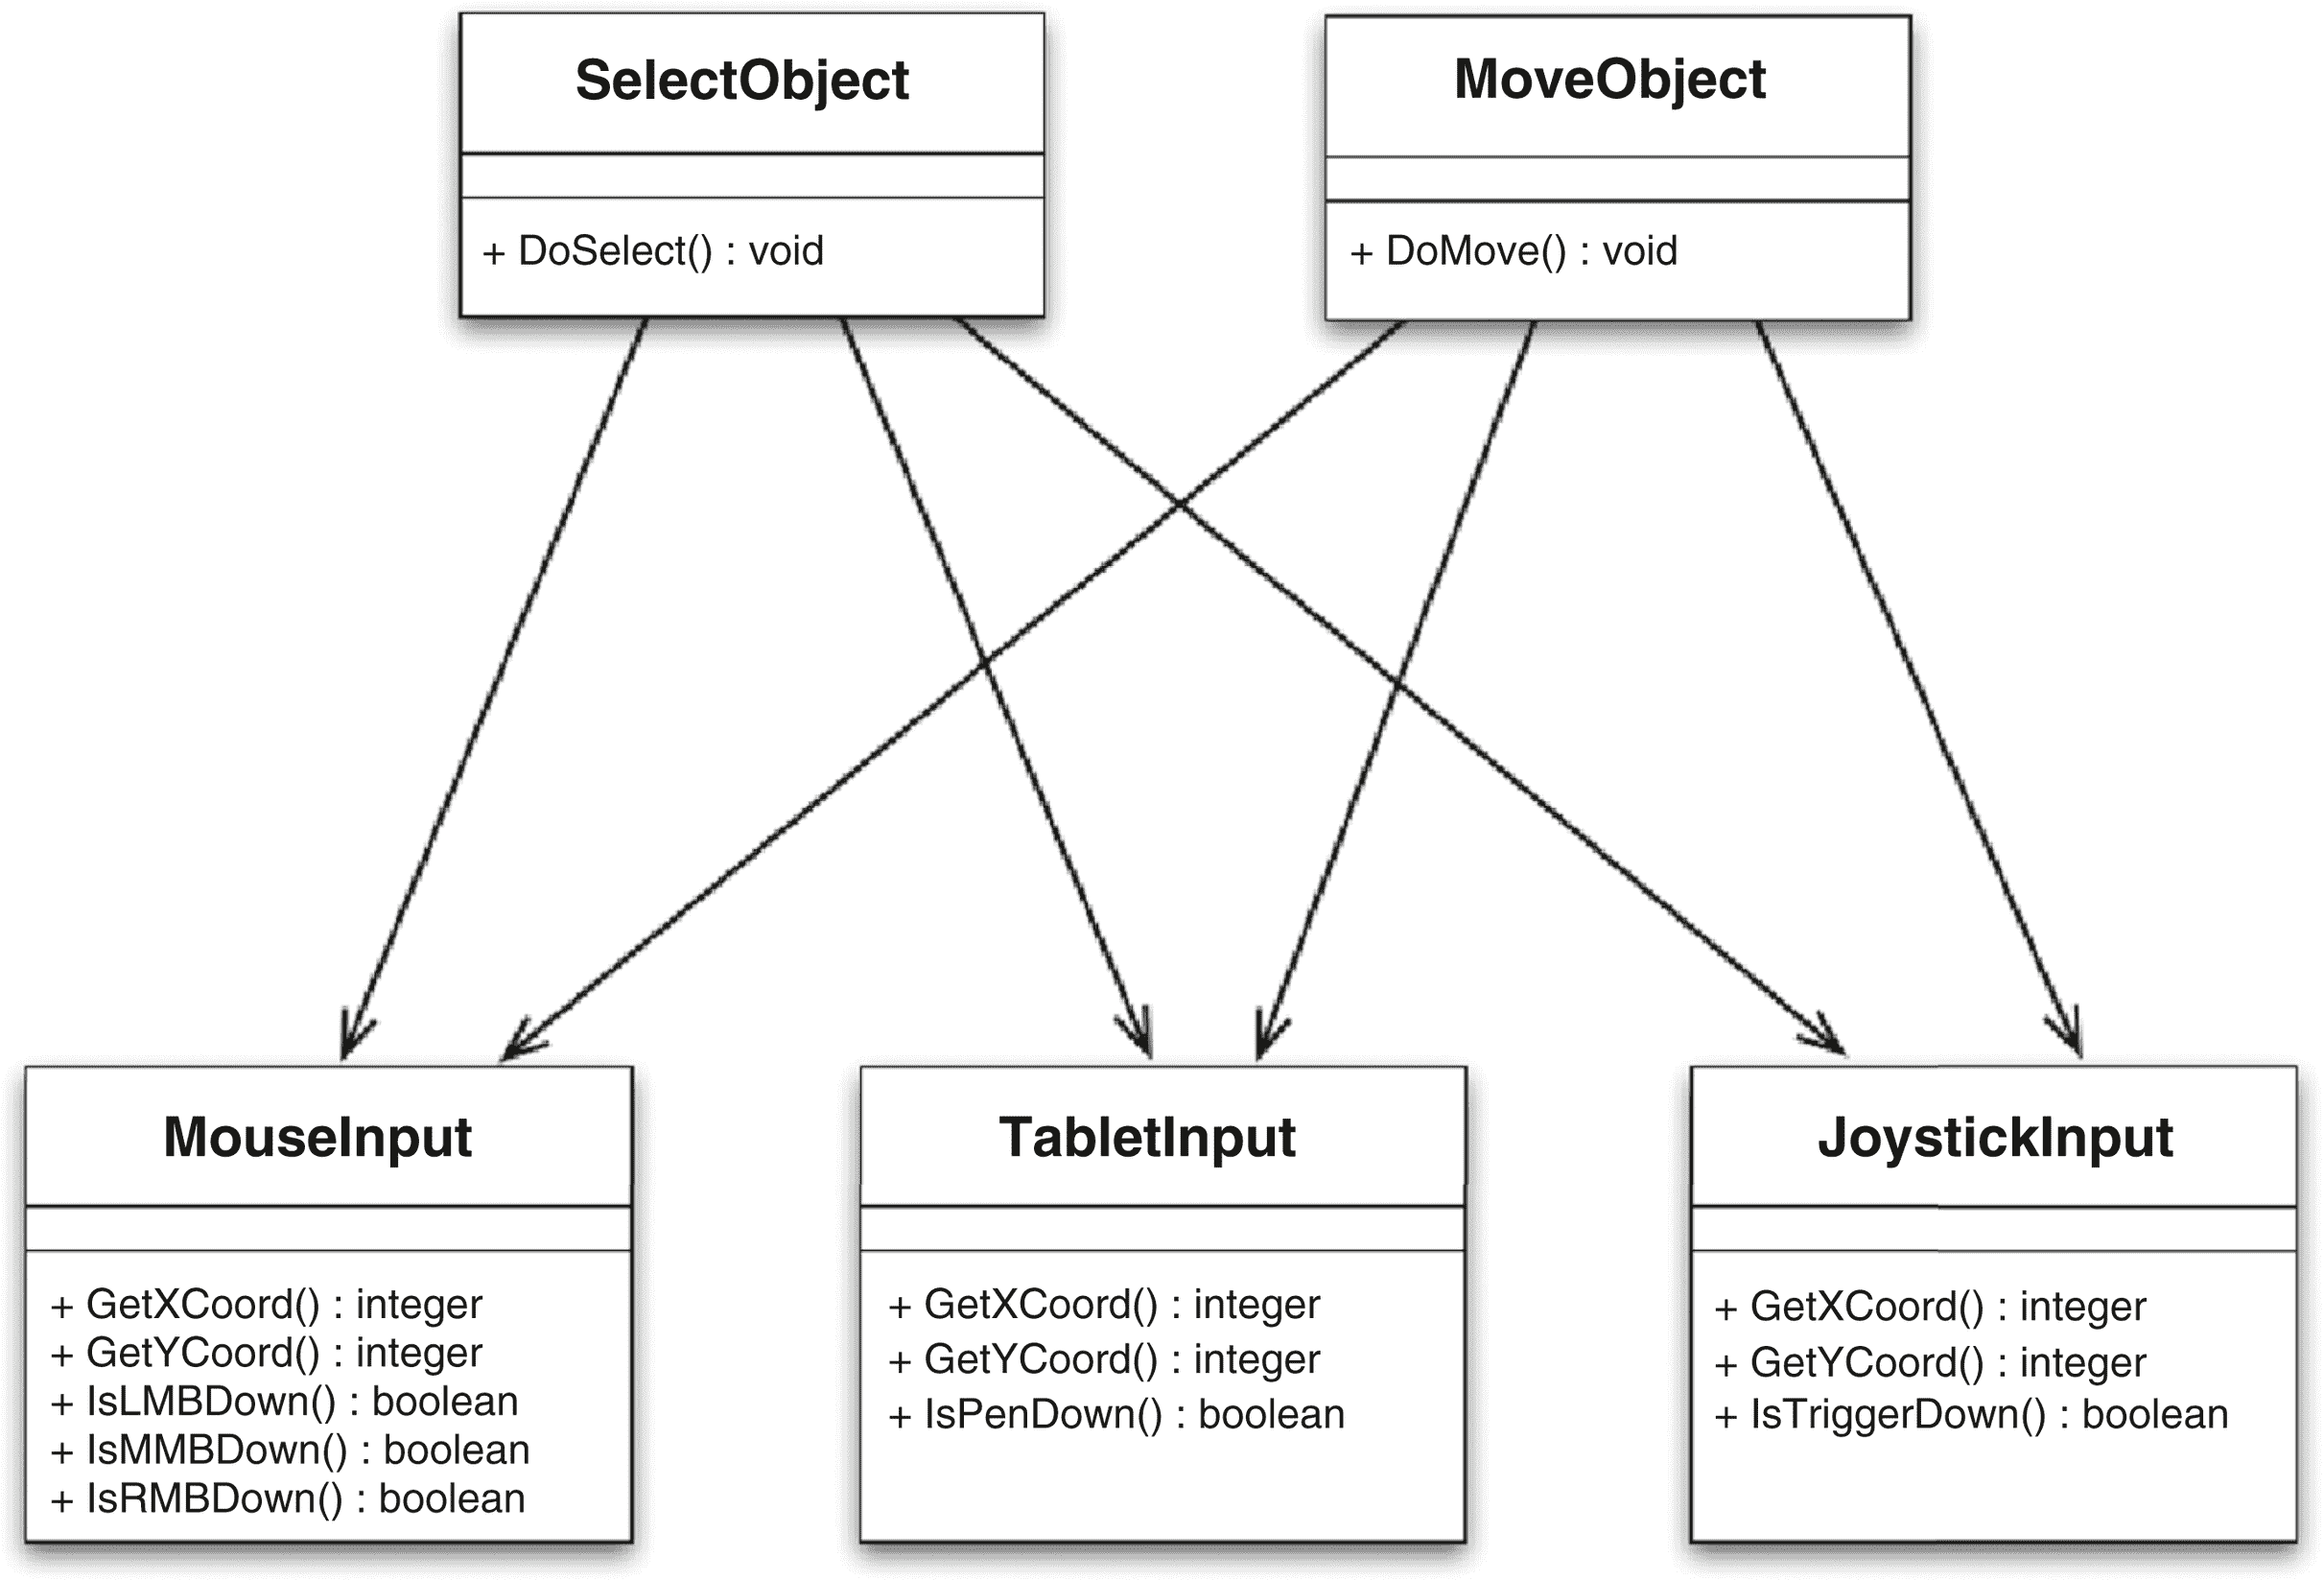 SelectObject
+ DoSelect() : void
MoveObject
+ DoMove() : void
MouseInput
+ GetXCoord() : integer
+ GetYCoord() : integer
+ IsLMBDown() : boolean
+ IsMMBDown() : boolean
+ IsRMBDown() : boolean
TabletInput
+ GetXCoord() : integer
+ GetYCoord() : integer
+ IsPenDown() : boolean
JoystickInput
+ GetXCoord() : integer
+ GetYCoord() : integer
+ IsTriggerDown() : boolean